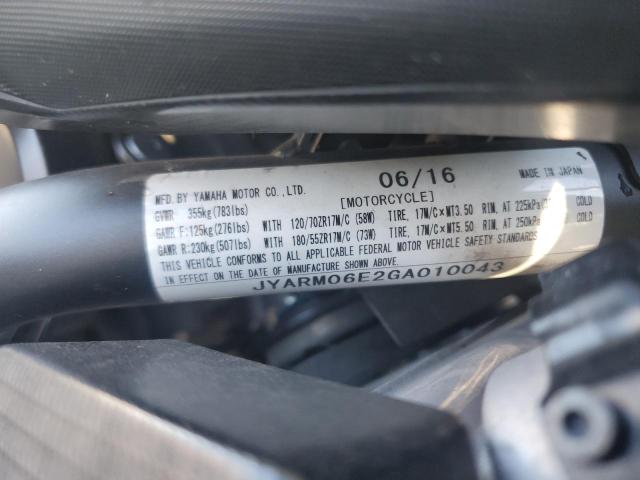 06/16 MADE IN JAPAN
MFD. BY YAMAHA MOTOR CO.,LTD. [MOTORCYCLE]
GVWR 355kg(783lbs)
GAWR F:125kg(276lbs) WITH 120/70ZR17M/C (58W) TIRE, 17M/C×MT3.50 RIM, AT 225kPa COLD
GAWR R:230kg(507lbs) WITH 180/55ZR17M/C (73W) TIRE, 17M/C×MT5.50 RIM, AT 250kPa COLD
THIS VEHICLE CONFORMS TO ALL APPLICABLE FEDERAL MOTOR VEHICLE SAFETY STANDARDS
IN EFFECT ON THE DATE OF MANUFACTURE SHOWN ABOVE.
JYARM06E2GA010043